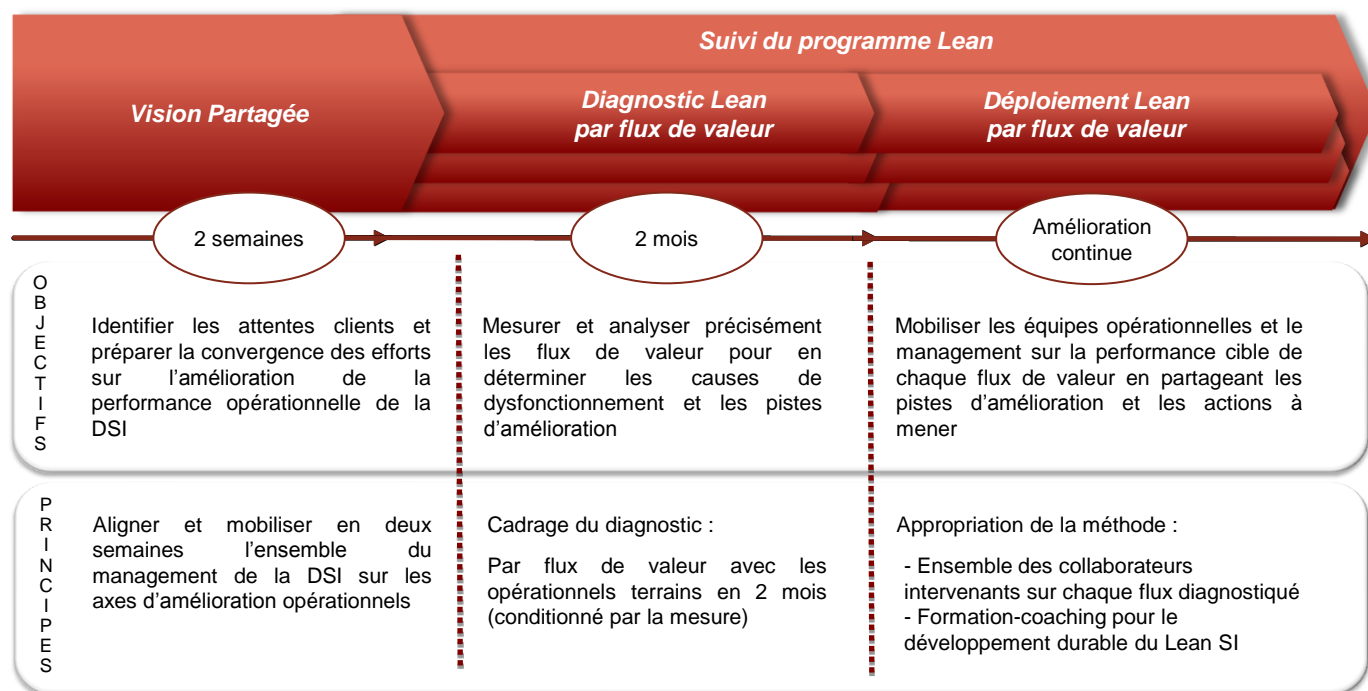 Suivi du programme Lean
Vision Partagée
Diagnostic Lean
par flux de valeur
Déploiement Lean
par flux de valeur
2 semaines
2 mois
Amélioration
continue
OBJECTIFS
Identifier les attentes clients et
préparer la convergence des efforts
sur l’amélioration de la
performance opérationnelle de la
DSI
Mesurer et analyser précisément
les flux de valeur pour en
déterminer les causes de
dysfonctionnement et les pistes
d’amélioration
Mobiliser les équipes opérationnelles et le
management sur la performance cible de
chaque flux de valeur en partageant les
pistes d’amélioration et les actions à
mener
PRINCIPES
Aligner et mobiliser en deux
semaines l’ensemble du
management de la DSI sur les
axes d’amélioration opérationnels
Cadrage du diagnostic :
Par flux de valeur avec les
opérationnels terrains en 2 mois
(conditionné par la mesure)
Appropriation de la méthode :
- Ensemble des collaborateurs
intervenants sur chaque flux diagnostiqué
- Formation-coaching pour le
développement durable du Lean SI